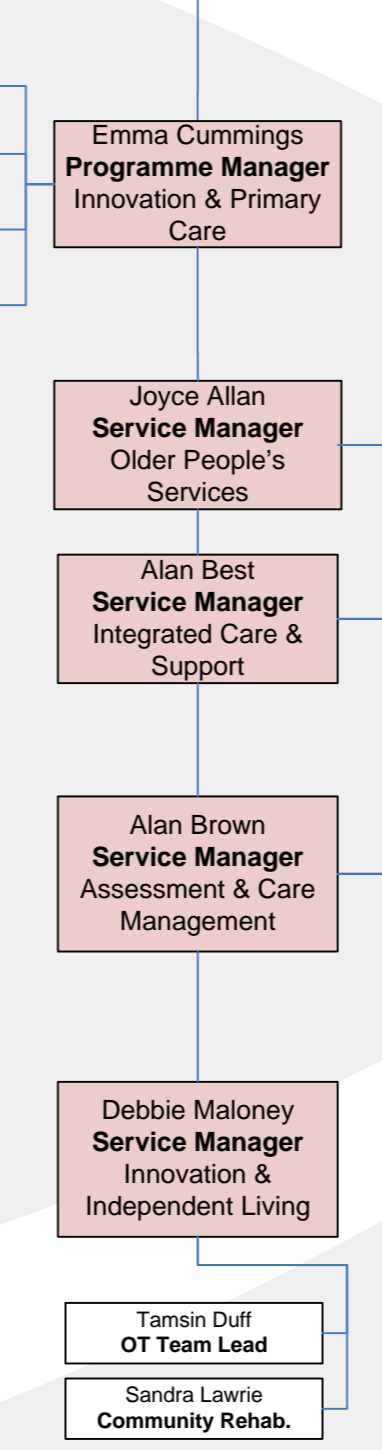 Emma Cummings
Programme Manager
Innovation & Primary
Care
Joyce Allan
Service Manager
Older People's
Services
Alan Best
Service Manager
Integrated Care &
Support
Alan Brown
Service Manager
Assessment & Care
Management
Debbie Maloney
Service Manager
Innovation &
Independent Living
Tamsin Duff
OT Team Lead
Sandra Lawrie
Community Rehab.